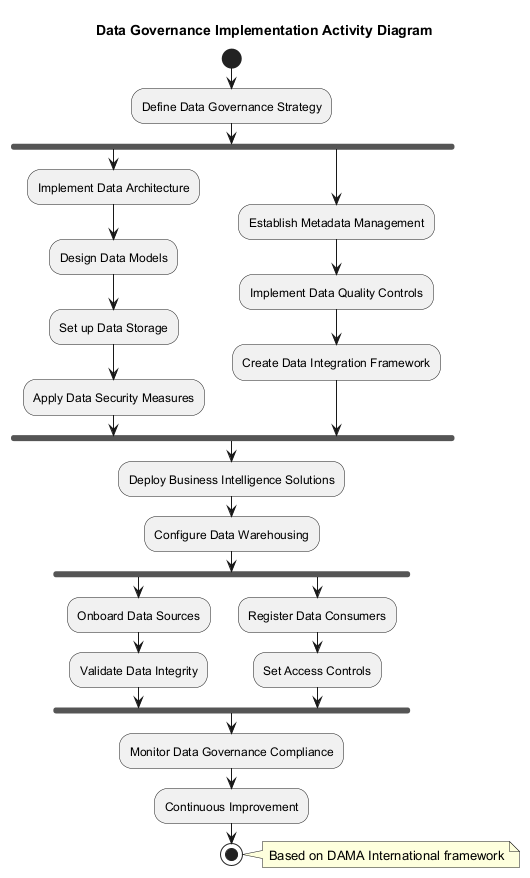 Data Governance Implementation Activity Diagram
Define Data Governance Strategy
Implement Data Architecture
Design Data Models
Set up Data Storage
Apply Data Security Measures
Establish Metadata Management
Implement Data Quality Controls
Create Data Integration Framework
Deploy Business Intelligence Solutions
Configure Data Warehousing
Onboard Data Sources
Validate Data Integrity
Register Data Consumers
Set Access Controls
Monitor Data Governance Compliance
Continuous Improvement
Based on DAMA International framework